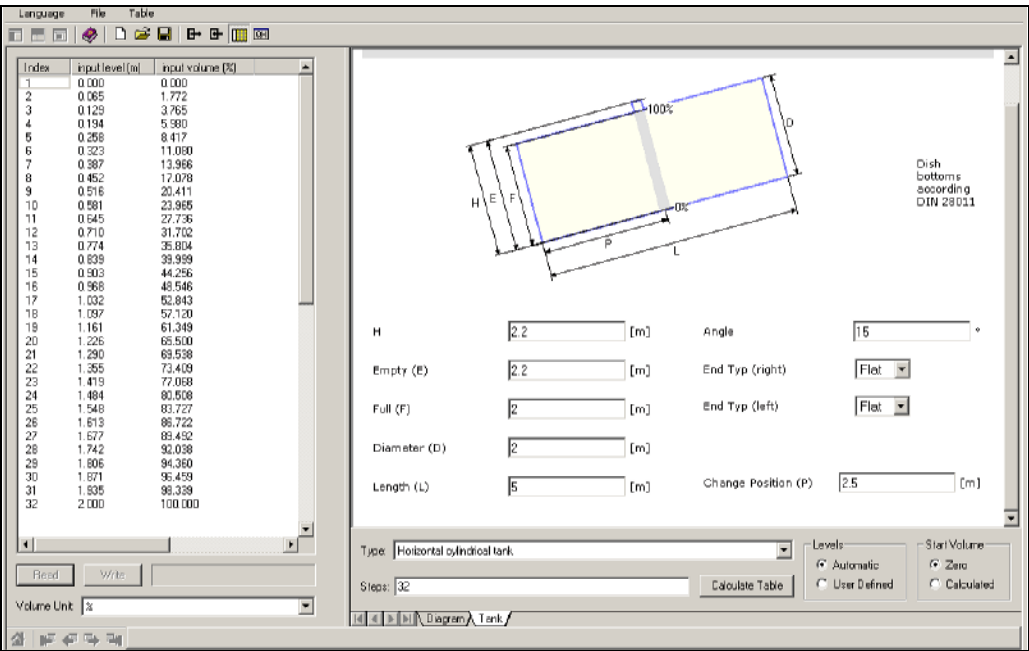 Language File Table
Index input level (m) input volume (%)
1 0.000 0.000
2 0.065 1.772
3 0.129 3.765
4 0.194 5.980
5 0.258 8.417
6 0.323 11.080
7 0.387 13.966
8 0.452 17.078
9 0.516 20.411
10 0.581 23.965
11 0.645 27.736
12 0.710 31.702
13 0.774 35.804
14 0.839 39.999
15 0.903 44.256
16 0.968 48.546
17 1.032 52.843
18 1.097 57.120
19 1.161 61.349
20 1.226 65.500
21 1.290 69.538
22 1.355 73.409
23 1.419 77.068
24 1.484 80.508
25 1.548 83.727
26 1.613 86.722
27 1.677 89.492
28 1.742 92.038
29 1.806 94.360
30 1.871 96.459
31 1.935 98.339
32 2.000 100.000
Read Write
Volume Unit: %
100%
D
H E F
0%
P
L
Dish
bottoms
according
DIN 28011
H 2.2 [m] Angle 15 °
Empty (E) 2.2 [m] End Typ (right) Flat
Full (F) 2 [m] End Typ (left) Flat
Diameter (D) 2 [m]
Length (L) 5 [m] Change Position (P) 2.5 [m]
Type: Horizontal cylindrical tank
Steps: 32 Calculate Table
Levels
Automatic
User Defined
Start Volume
Zero
Calculated
Diagram Tank